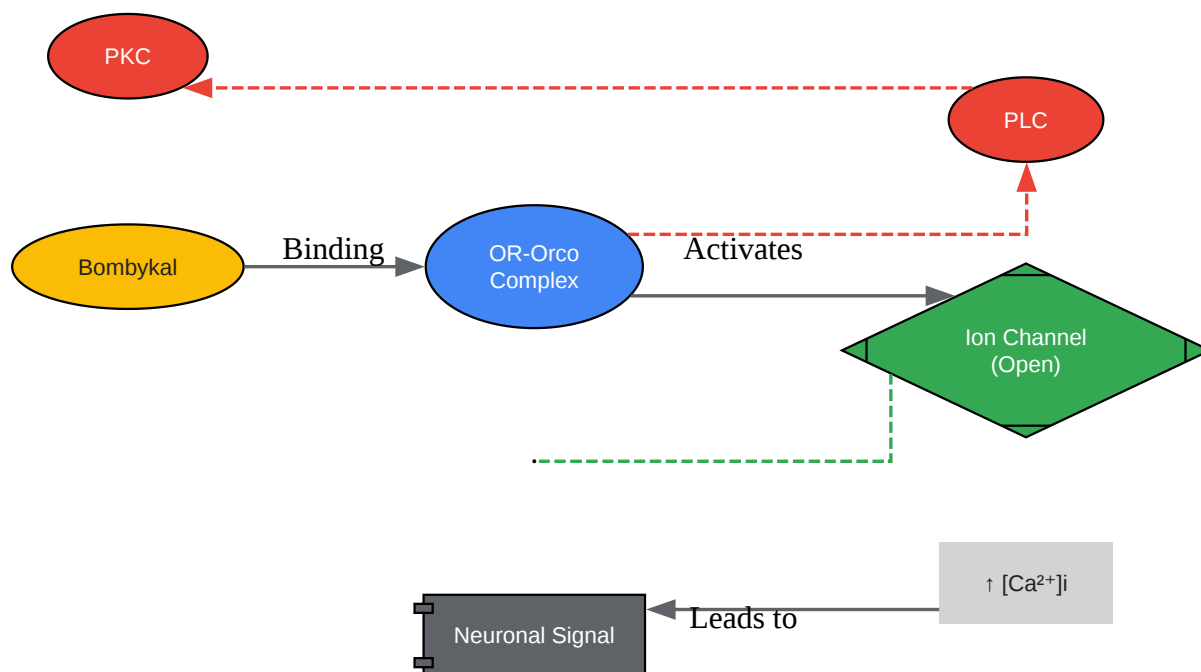 PKC
PLC
Bombykal
Binding
OR-Orco
Complex
Activates
Ion Channel
(Open)
↑ [Ca²⁺]i
Neuronal Signal
Leads to